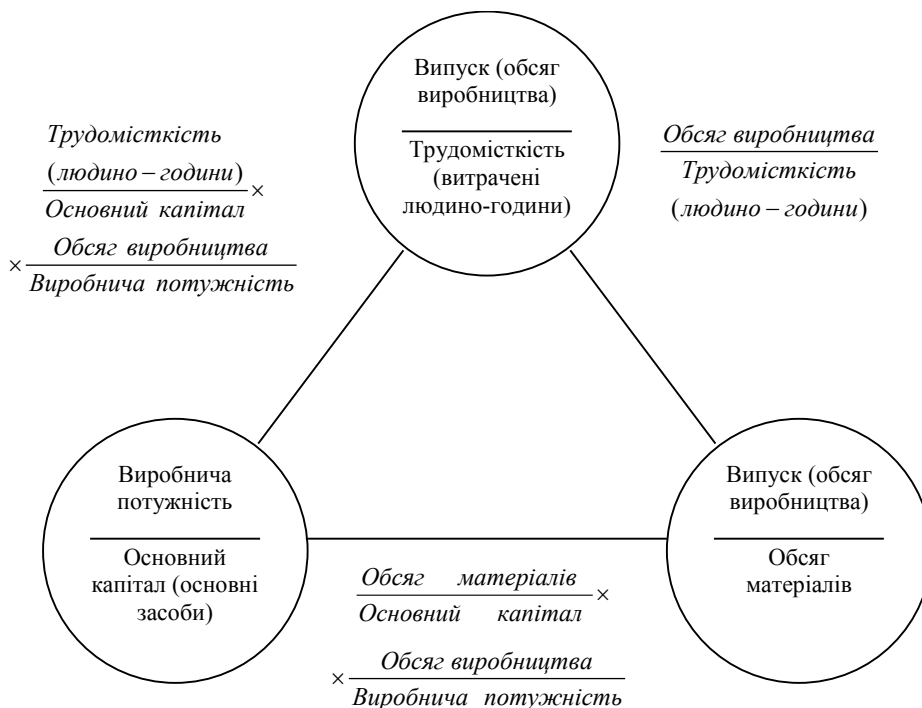 Випуск (обсяг
виробництва)
Трудомісткість
(витрачені
людино-години)
Трудомісткість
(людино – години)
×
Основний капітал
× Обсяг виробництва
Виробнича потужність
Обсяг виробництва
Трудомісткість
(людино – години)
Виробнича
потужність
Основний
капітал (основні
засоби)
Обсяг матеріалів
×
Основний капітал
× Обсяг виробництва
Виробнича потужність
Випуск (обсяг
виробництва)
Обсяг
матеріалів